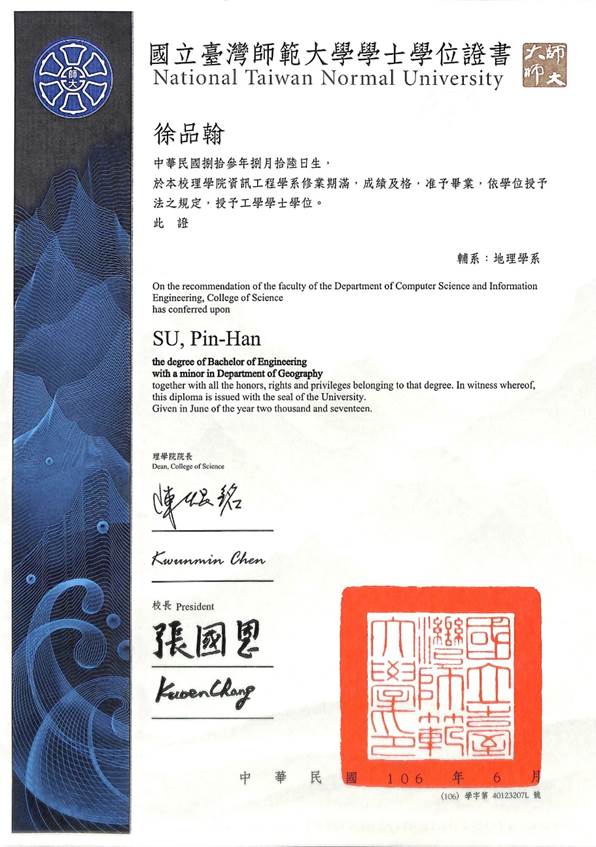 國立臺灣師範大學學士學位證書
National Taiwan Normal University
師大
師大大師
徐品翰
中華民國捌拾參年捌月拾陸日生，
於本校理學院資訊工程學系修業期滿，成績及格，准予畢業，依學位授予
法之規定，授予工學學士學位。
此 證
輔系：地理學系
On the recommendation of the faculty of the Department of Computer Science and Information
Engineering, College of Science
has conferred upon
SU, Pin-Han
the degree of Bachelor of Engineering
with a minor in Department of Geography
together with all the honors, rights and privileges belonging to that degree. In witness whereof,
this diploma is issued with the seal of the University.
Given in June of the year two thousand and seventeen.
理學院院長
Dean, College of Science
Kwunmin Chen
校長 President
張國恩
Kuoen Chang
國立臺灣師範大學印
中 華 民 國 106 年 6 月
(106) 學字第 40123207L 號